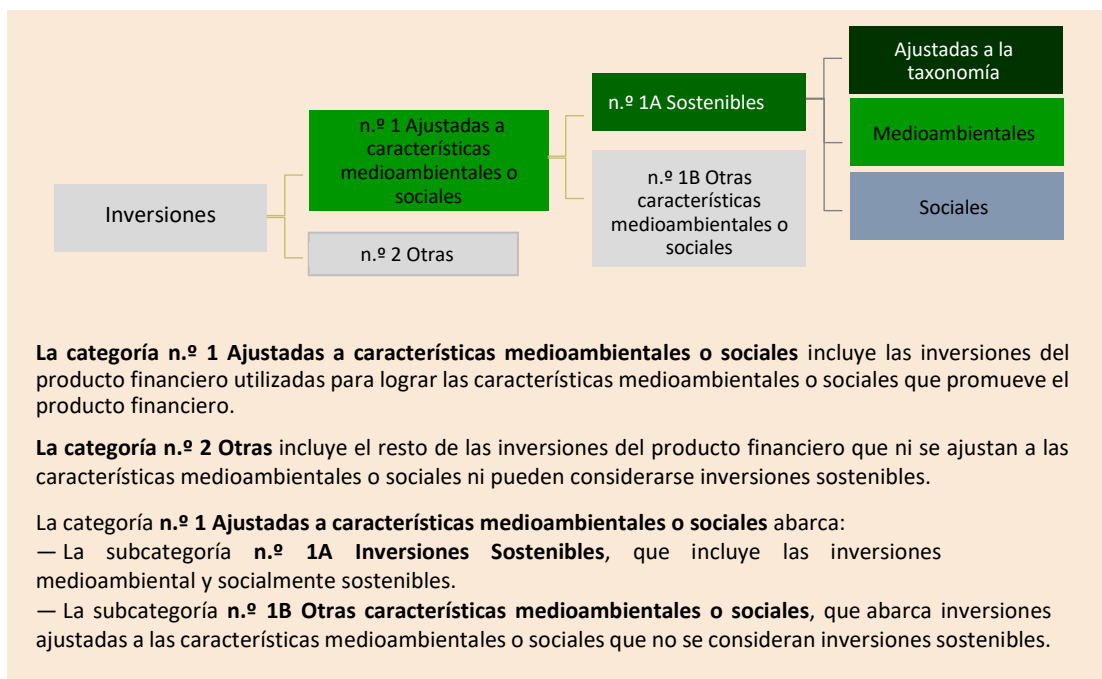 Inversiones
n.º 1 Ajustadas a
características
medioambientales o
sociales
n.º 2 Otras
n.º 1A Sostenibles
n.º 1B Otras
características
medioambientales o
sociales
Ajustadas a la
taxonomía
Medioambientales
Sociales
La categoría n.º 1 Ajustadas a características medioambientales o sociales incluye las inversiones del
producto financiero utilizadas para lograr las características medioambientales o sociales que promueve el
producto financiero.
La categoría n.º 2 Otras incluye el resto de las inversiones del producto financiero que ni se ajustan a las
características medioambientales o sociales ni pueden considerarse inversiones sostenibles.
La categoría n.º 1 Ajustadas a características medioambientales o sociales abarca:
— La subcategoría n.º 1A Inversiones Sostenibles, que incluye las inversiones
medioambiental y socialmente sostenibles.
— La subcategoría n.º 1B Otras características medioambientales o sociales, que abarca inversiones
ajustadas a las características medioambientales o sociales que no se consideran inversiones sostenibles.